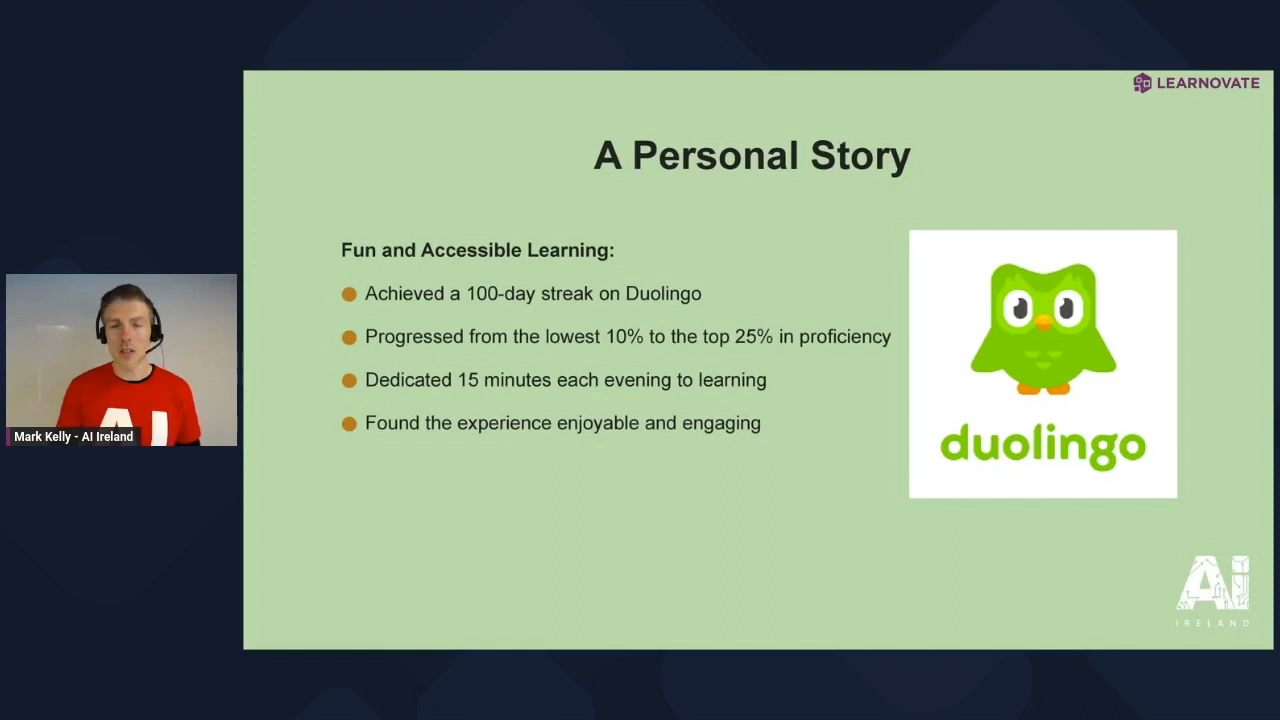 LEARNOVATE
A Personal Story
Fun and Accessible Learning:
Achieved a 100-day streak on Duolingo
Progressed from the lowest 10% to the top 25% in proficiency
Dedicated 15 minutes each evening to learning
Found the experience enjoyable and engaging
duolingo
AI
Mark Kelly - AI Ireland
Ai
IRELAND